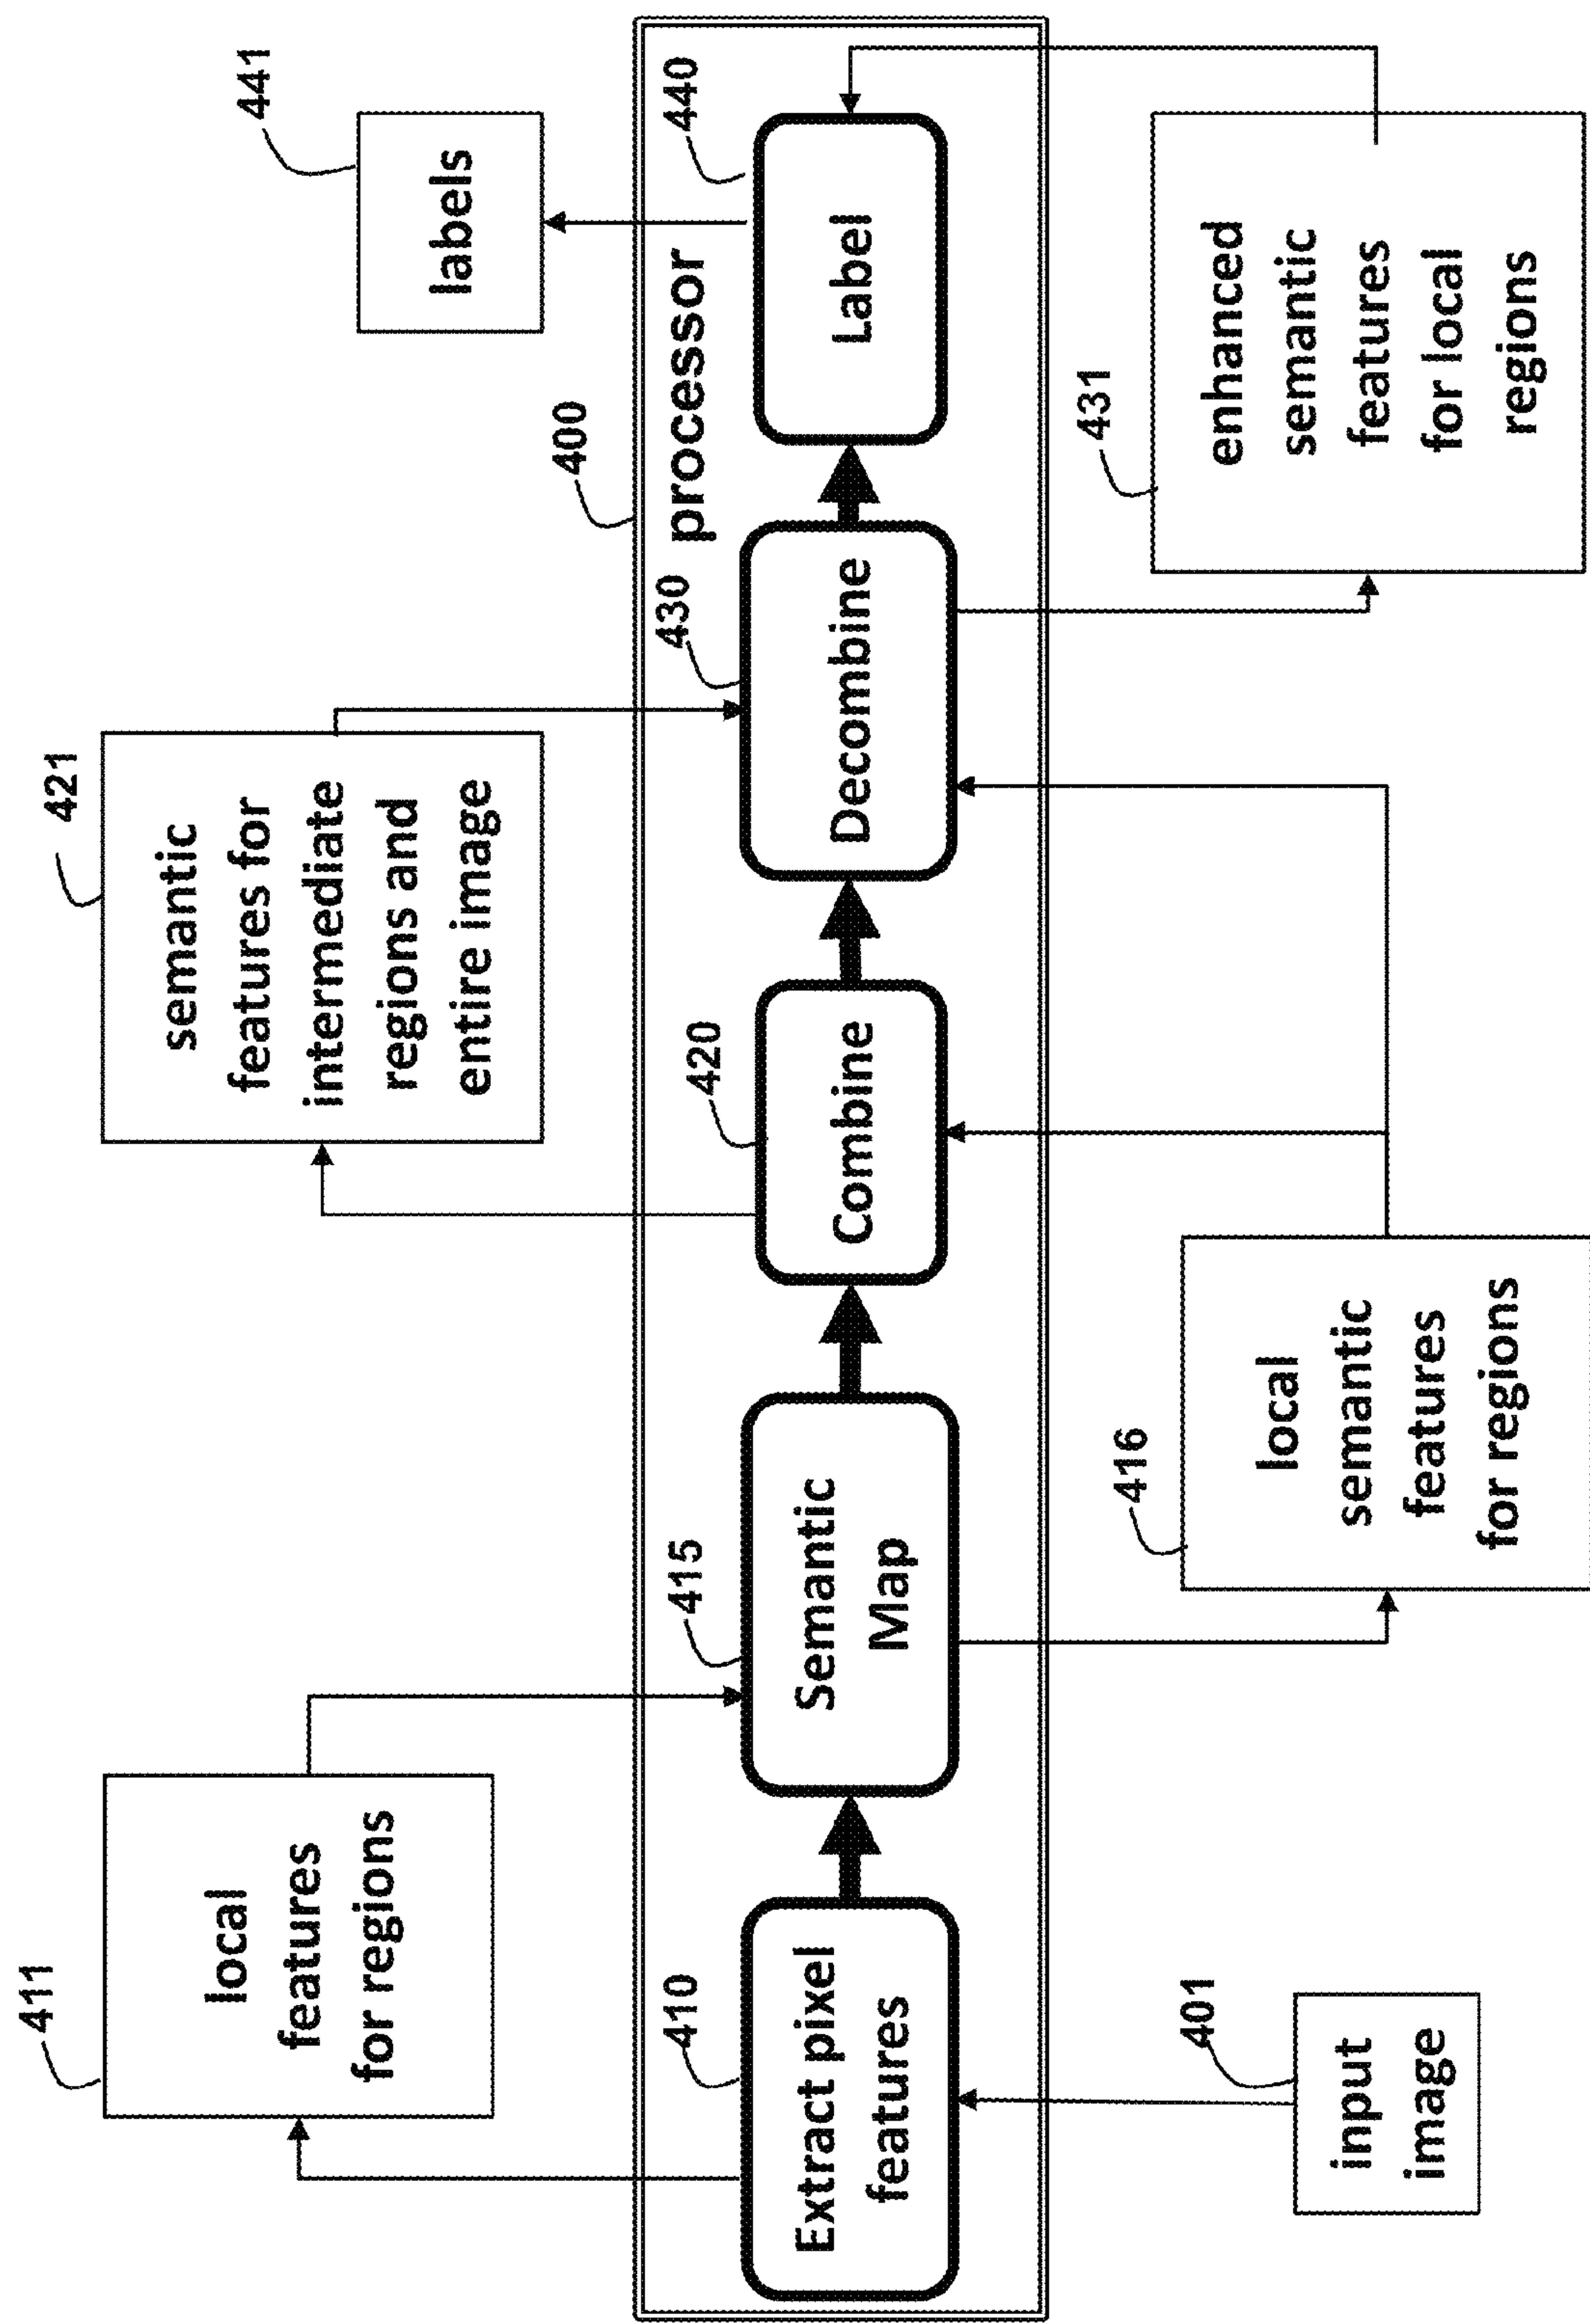 411
local
features
for regions
421
semantic
features for
intermediate
regions and
entire image
441
labels
400
processor
410
Extract pixel
features
415
Semantic
Map
420
Combine
430
Decombine
440
Label
401
input
image
416
local
semantic
features
for regions
431
enhanced
semantic
features
for local
regions